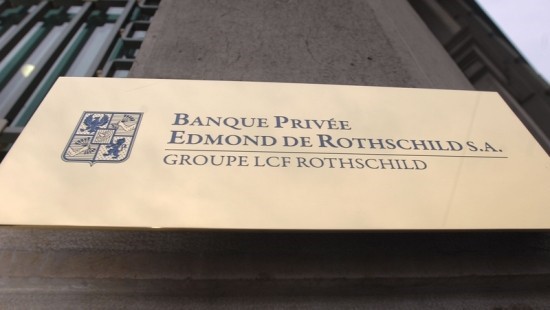 BANQUE PRIVÉE
EDMOND DE ROTHSCHILD S.A.
GROUPE LCF ROTHSCHILD